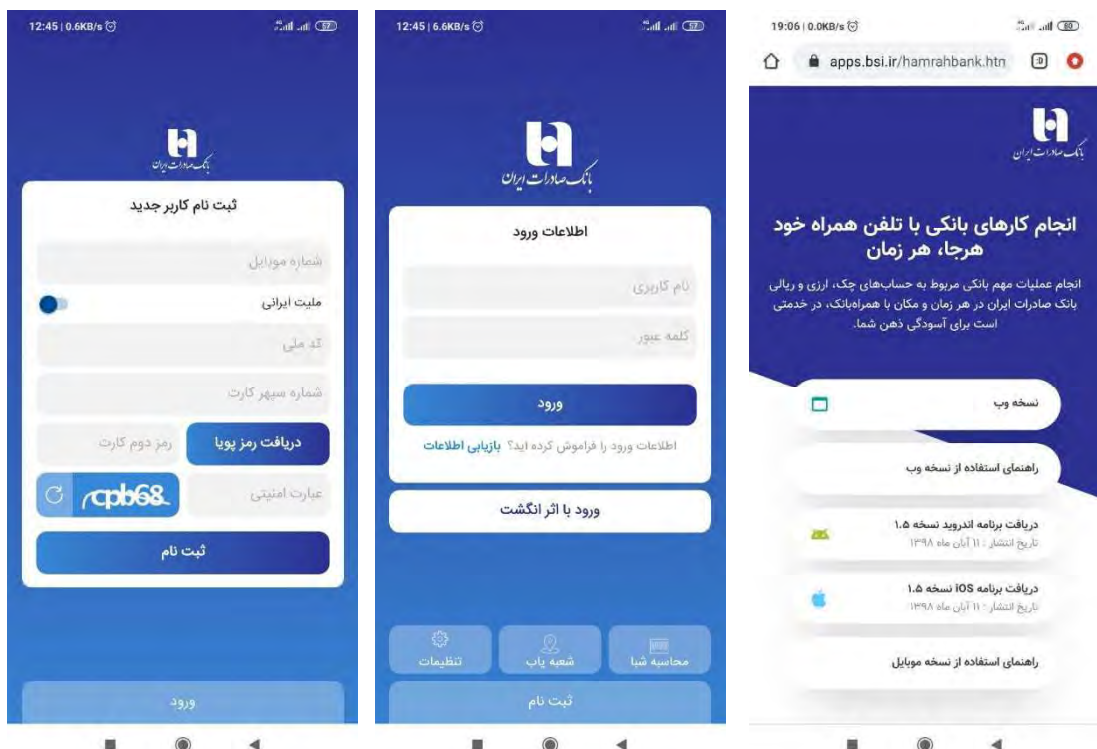 12:45 | 0.6KB/s
57
بانک صادرات ایران
ثبت نام کاربر جدید
شماره موبایل
ملیت ایرانی
کد ملی
شماره سپهر کارت
دریافت رمز پویا
رمز دوم کارت
عبارت امنیتی
cpb68
ثبت نام
ورود
12:45 | 6.6KB/s
57
بانک صادرات ایران
اطلاعات ورود
نام کاربری
کلمه عبور
ورود
اطلاعات ورود را فراموش کرده اید؟ بازیابی اطلاعات
ورود با اثر انگشت
محاسبه شبا
شعبه یاب
تنظیمات
ثبت نام
19:06 | 0.0KB/s
60
apps.bsi.ir/hamrahbank.htn
:D
بانک صادرات ایران
انجام کارهای بانکی با تلفن همراه خود
هرجا، هر زمان
انجام عملیات مهم بانکی مربوط به حساب‌های چک، ارزی و ریالی
بانک صادرات ایران در هر زمان و مکان با همراه‌بانک، در خدمتی
است برای آسودگی ذهن شما.
نسخه وب
راهنمای استفاده از نسخه وب
دریافت برنامه اندروید نسخه ۱.۵
تاریخ انتشار : ۱۱ آبان ماه ۱۳۹۸
دریافت برنامه iOS نسخه ۱.۵
تاریخ انتشار : ۱۱ آبان ماه ۱۳۹۸
راهنمای استفاده از نسخه موبایل